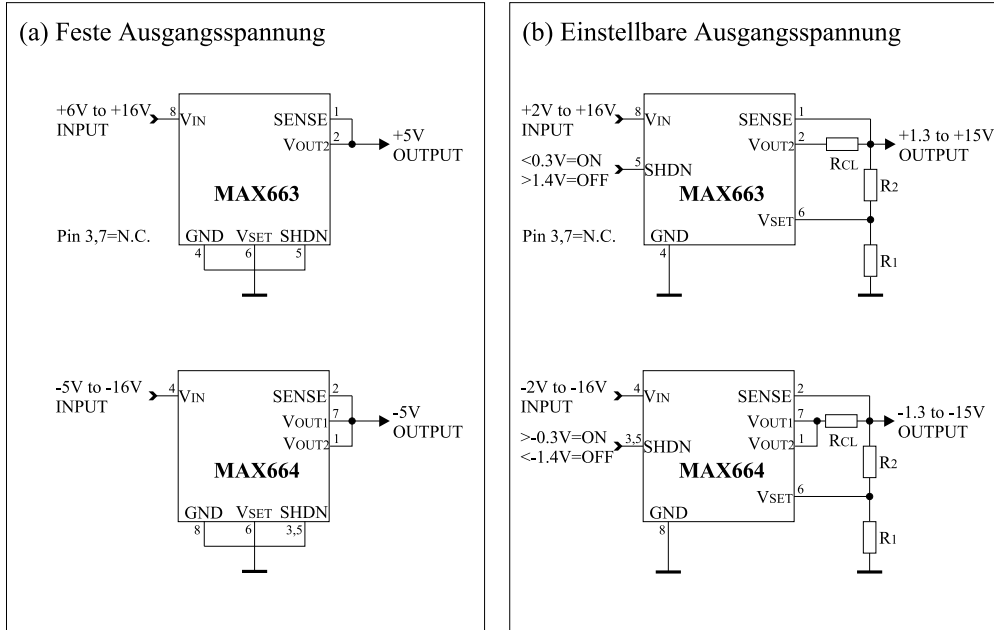 (a) Feste Ausgangsspannung
+6V to +16V
INPUT
8
VIN
SENSE
1
VOUT2
2
+5V
OUTPUT
MAX663
Pin 3,7=N.C.
GND
VSET
SHDN
4
6
5
-5V to -16V
INPUT
4
VIN
SENSE
2
VOUT1
7
VOUT2
1
-5V
OUTPUT
MAX664
GND
VSET
SHDN
8
6
3,5
(b) Einstellbare Ausgangsspannung
+2V to +16V
INPUT
8
VIN
SENSE
1
VOUT2
2
RCL
+1.3 to +15V
OUTPUT
<0.3V=ON
>1.4V=OFF
5
SHDN
R2
MAX663
VSET
6
Pin 3,7=N.C.
GND
4
R1
-2V to -16V
INPUT
4
VIN
SENSE
2
VOUT1
7
VOUT2
1
RCL
-1.3 to -15V
OUTPUT
>-0.3V=ON
<-1.4V=OFF
3,5
SHDN
R2
MAX664
VSET
6
GND
8
R1